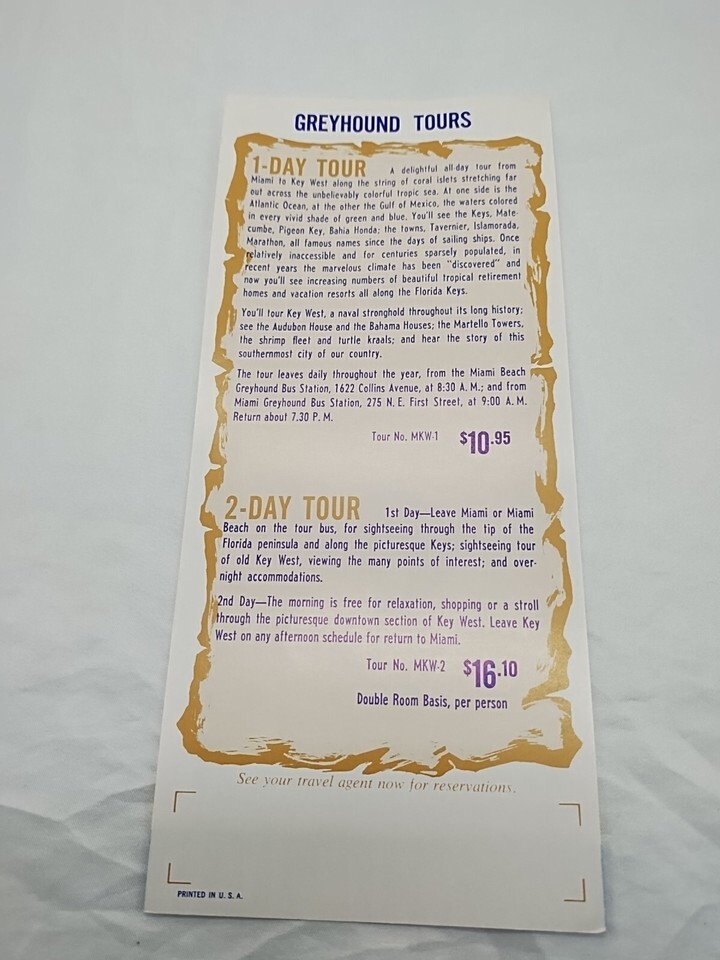 GREYHOUND TOURS
1-DAY TOUR A delightful all-day tour from
Miami to Key West along the string of coral islets stretching far
out across the unbelievably colorful tropic sea. At one side is the
Atlantic Ocean, at the other the Gulf of Mexico, the waters colored
in every vivid shade of green and blue. You'll see the Keys, Mate-
cumbe, Pigeon Key, Bahia Honda; the towns, Tavernier, Islamorada,
Marathon, all famous names since the days of sailing ships. Once
relatively inaccessible and for centuries sparsely populated, in
recent years the marvelous climate has been "discovered" and
now you'll see increasing numbers of beautiful tropical retirement
homes and vacation resorts all along the Florida Keys.
You'll tour Key West, a naval stronghold throughout its long history;
see the Audubon House and the Bahama Houses; the Martello Towers,
the shrimp fleet and turtle kraals; and hear the story of this
southernmost city of our country.
The tour leaves daily throughout the year, from the Miami Beach
Greyhound Bus Station, 1622 Collins Avenue, at 8:30 A. M.; and from
Miami Greyhound Bus Station, 275 N. E. First Street, at 9:00 A. M.
Return about 7.30 P. M.
Tour No. MKW-1 $10.95
2-DAY TOUR 1st Day—Leave Miami or Miami
Beach on the tour bus, for sightseeing through the tip of the
Florida peninsula and along the picturesque Keys; sightseeing tour
of old Key West, viewing the many points of interest; and over-
night accommodations.
2nd Day—The morning is free for relaxation, shopping or a stroll
through the picturesque downtown section of Key West. Leave Key
West on any afternoon schedule for return to Miami.
Tour No. MKW-2 $16.10
Double Room Basis, per person
See your travel agent now for reservations.
PRINTED IN U. S. A.